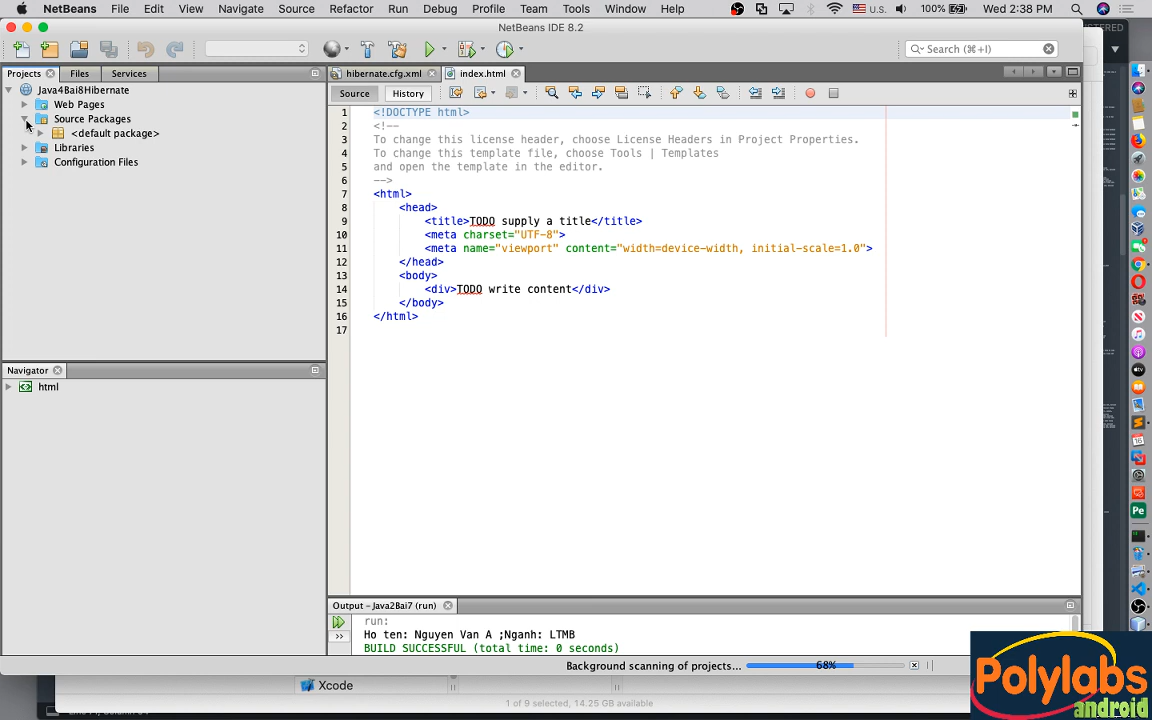 NetBeans File Edit View Navigate Source Refactor Run Debug Profile Team Tools Window Help U.S. 100% Wed 2:38 PM
NetBeans IDE 8.2
Search (⌘+I)
Projects Files Services
hibernate.cfg.xml index.html
Source History
Java4Bai8Hibernate
Web Pages
Source Packages
<default package>
Libraries
Configuration Files
1 <!DOCTYPE html>
2 <!--
3 To change this license header, choose License Headers in Project Properties.
4 To change this template file, choose Tools | Templates
5 and open the template in the editor.
6 -->
7 <html>
8 <head>
9 <title>TODO supply a title</title>
10 <meta charset="UTF-8">
11 <meta name="viewport" content="width=device-width, initial-scale=1.0">
12 </head>
13 <body>
14 <div>TODO write content</div>
15 </body>
16 </html>
17
Navigator
html
Output - Java2Bai7 (run)
run:
Ho ten: Nguyen Van A ;Nganh: LTMB
BUILD SUCCESSFUL (total time: 0 seconds)
Background scanning of projects... 68%
Xcode
1 of 9 selected, 14.25 GB available
Polylabs
android
Pe